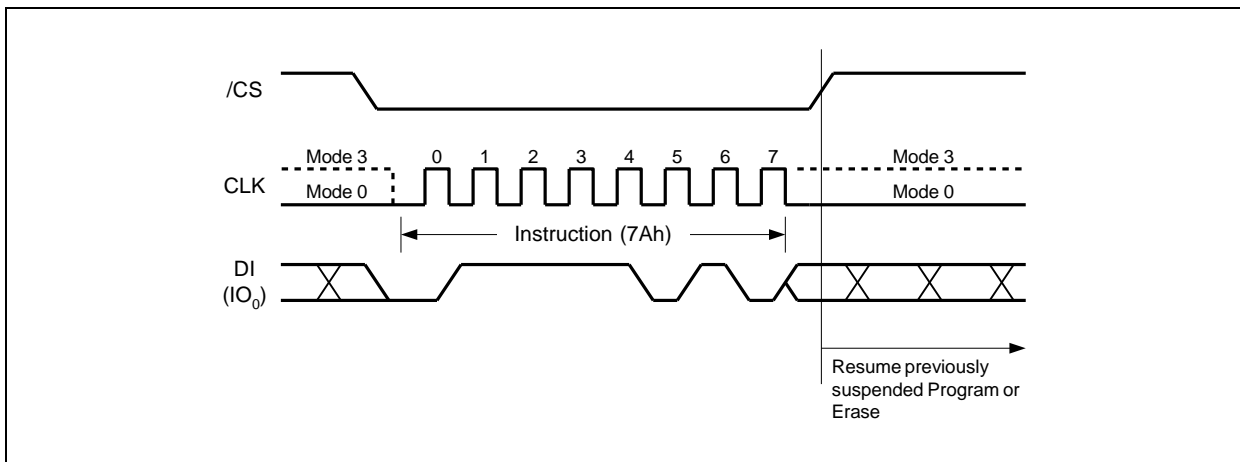 /CS
Mode 3 0 1 2 3 4 5 6 7 Mode 3
CLK
Mode 0 Mode 0
Instruction (7Ah)
DI
(IO₀)
Resume previously
suspended Program or
Erase